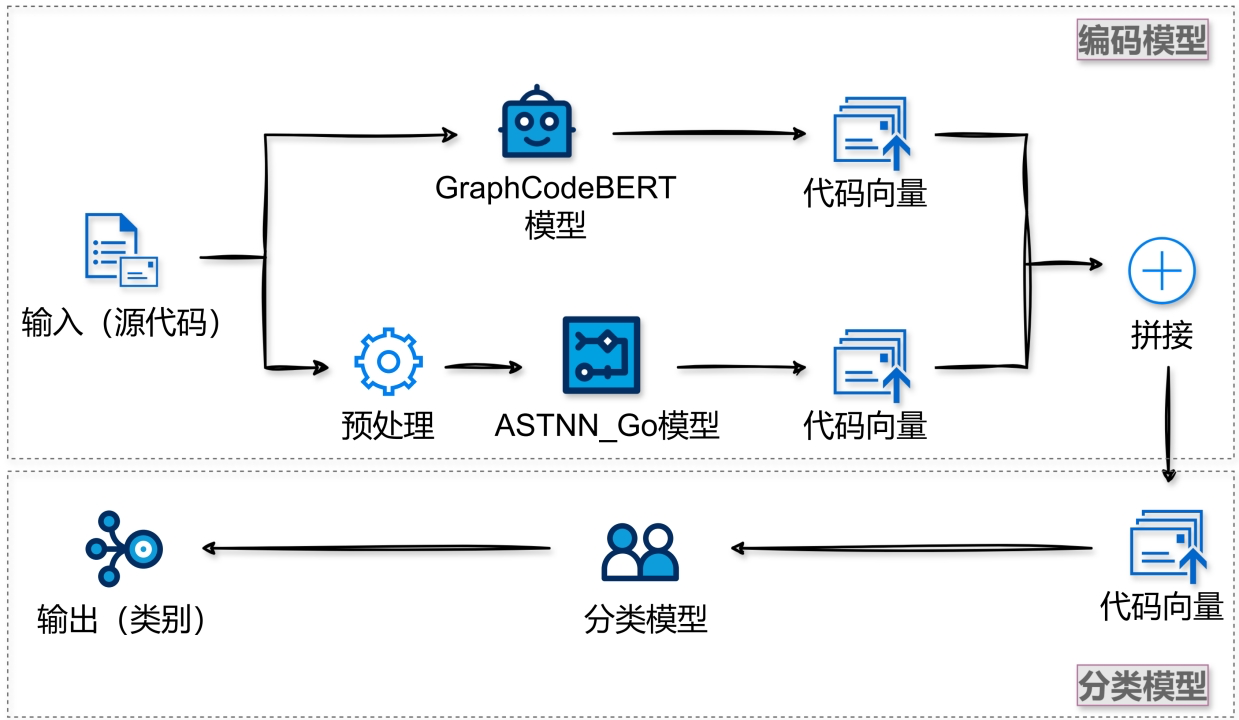 编码模型
GraphCodeBERT
模型
代码向量
输入（源代码）
拼接
预处理
ASTNN_Go模型
代码向量
输出（类别）
分类模型
代码向量
分类模型